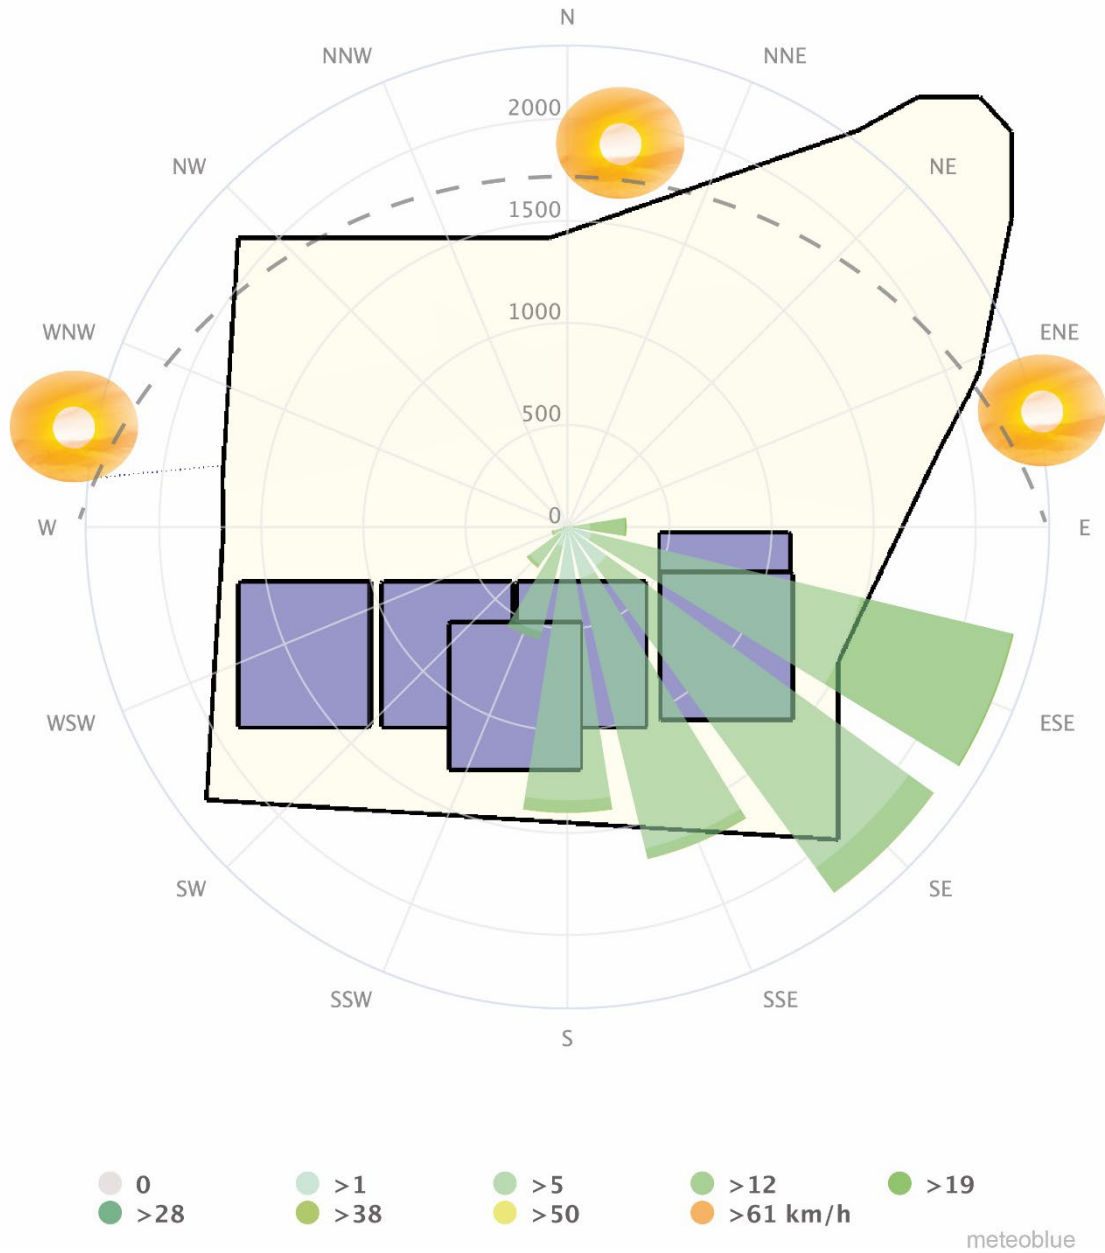 N
NNW
NNE
2000
NW
NE
1500
WNW
1000
ENE
500
W
0
E
WSW
ESE
SW
SE
SSW
SSE
S
0 >1 >5 >12 >19
>28 >38 >50 >61 km/h
meteoblue